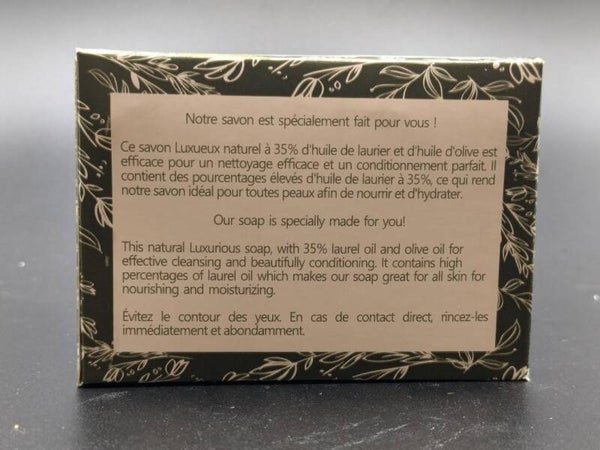 Notre savon est spécialement fait pour vous !
Ce savon Luxueux naturel à 35% d'huile de laurier et d'huile d'olive est
efficace pour un nettoyage efficace et un conditionnement parfait. Il
contient des pourcentages élevés d'huile de laurier à 35%, ce qui rend
notre savon idéal pour toutes peaux afin de nourrir et d'hydrater.
Our soap is specially made for you!
This natural Luxurious soap, with 35% laurel oil and olive oil for
effective cleansing and beautifully conditioning. It contains high
percentages of laurel oil which makes our soap great for all skin for
nourishing and moisturizing.
Évitez le contour des yeux. En cas de contact direct, rincez-les
immédiatement et abondamment.